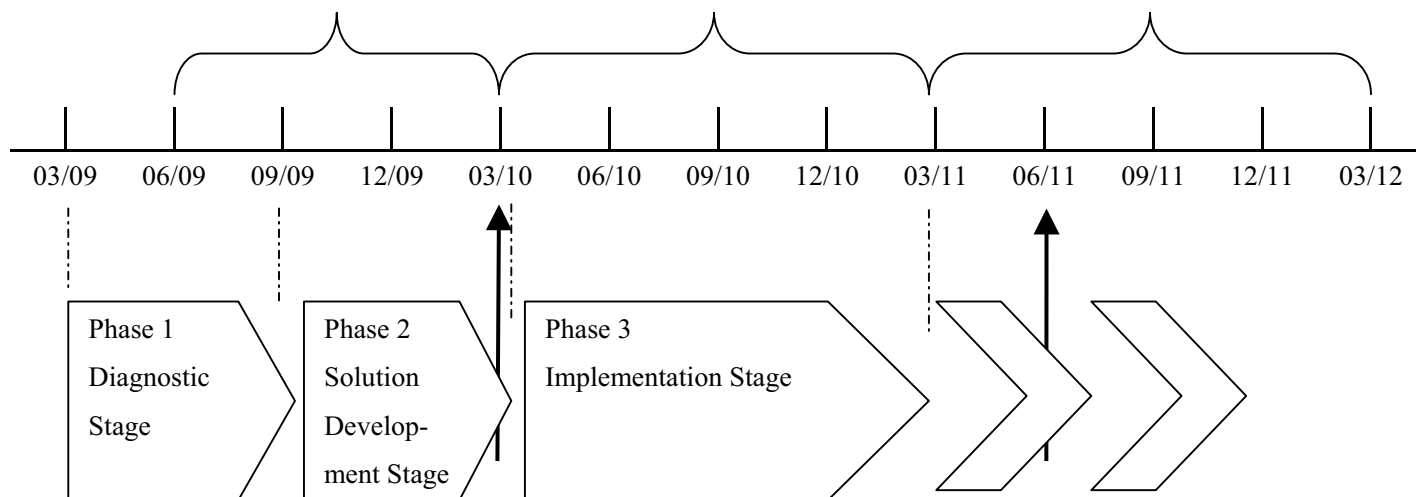 03/09 06/09 09/09 12/09 03/10 06/10 09/10 12/10 03/11 06/11 09/11 12/11 03/12
Phase 1
Diagnostic
Stage
Phase 2
Solution
Develop-
ment Stage
Phase 3
Implementation Stage